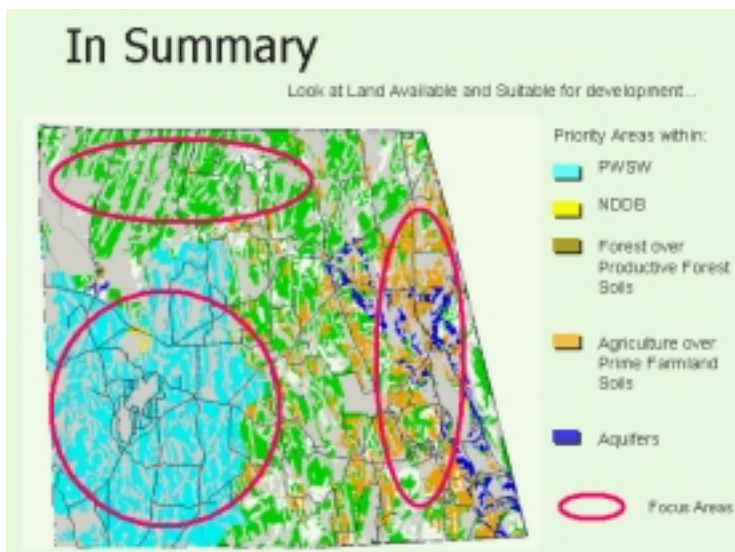 In Summary
Look at Land Available and Suitable for development...
Priority Areas within:
PWSW
NDDB
Forest over
Productive Forest
Soils
Agriculture over
Prime Farmland
Soils
Aquifers
Focus Areas